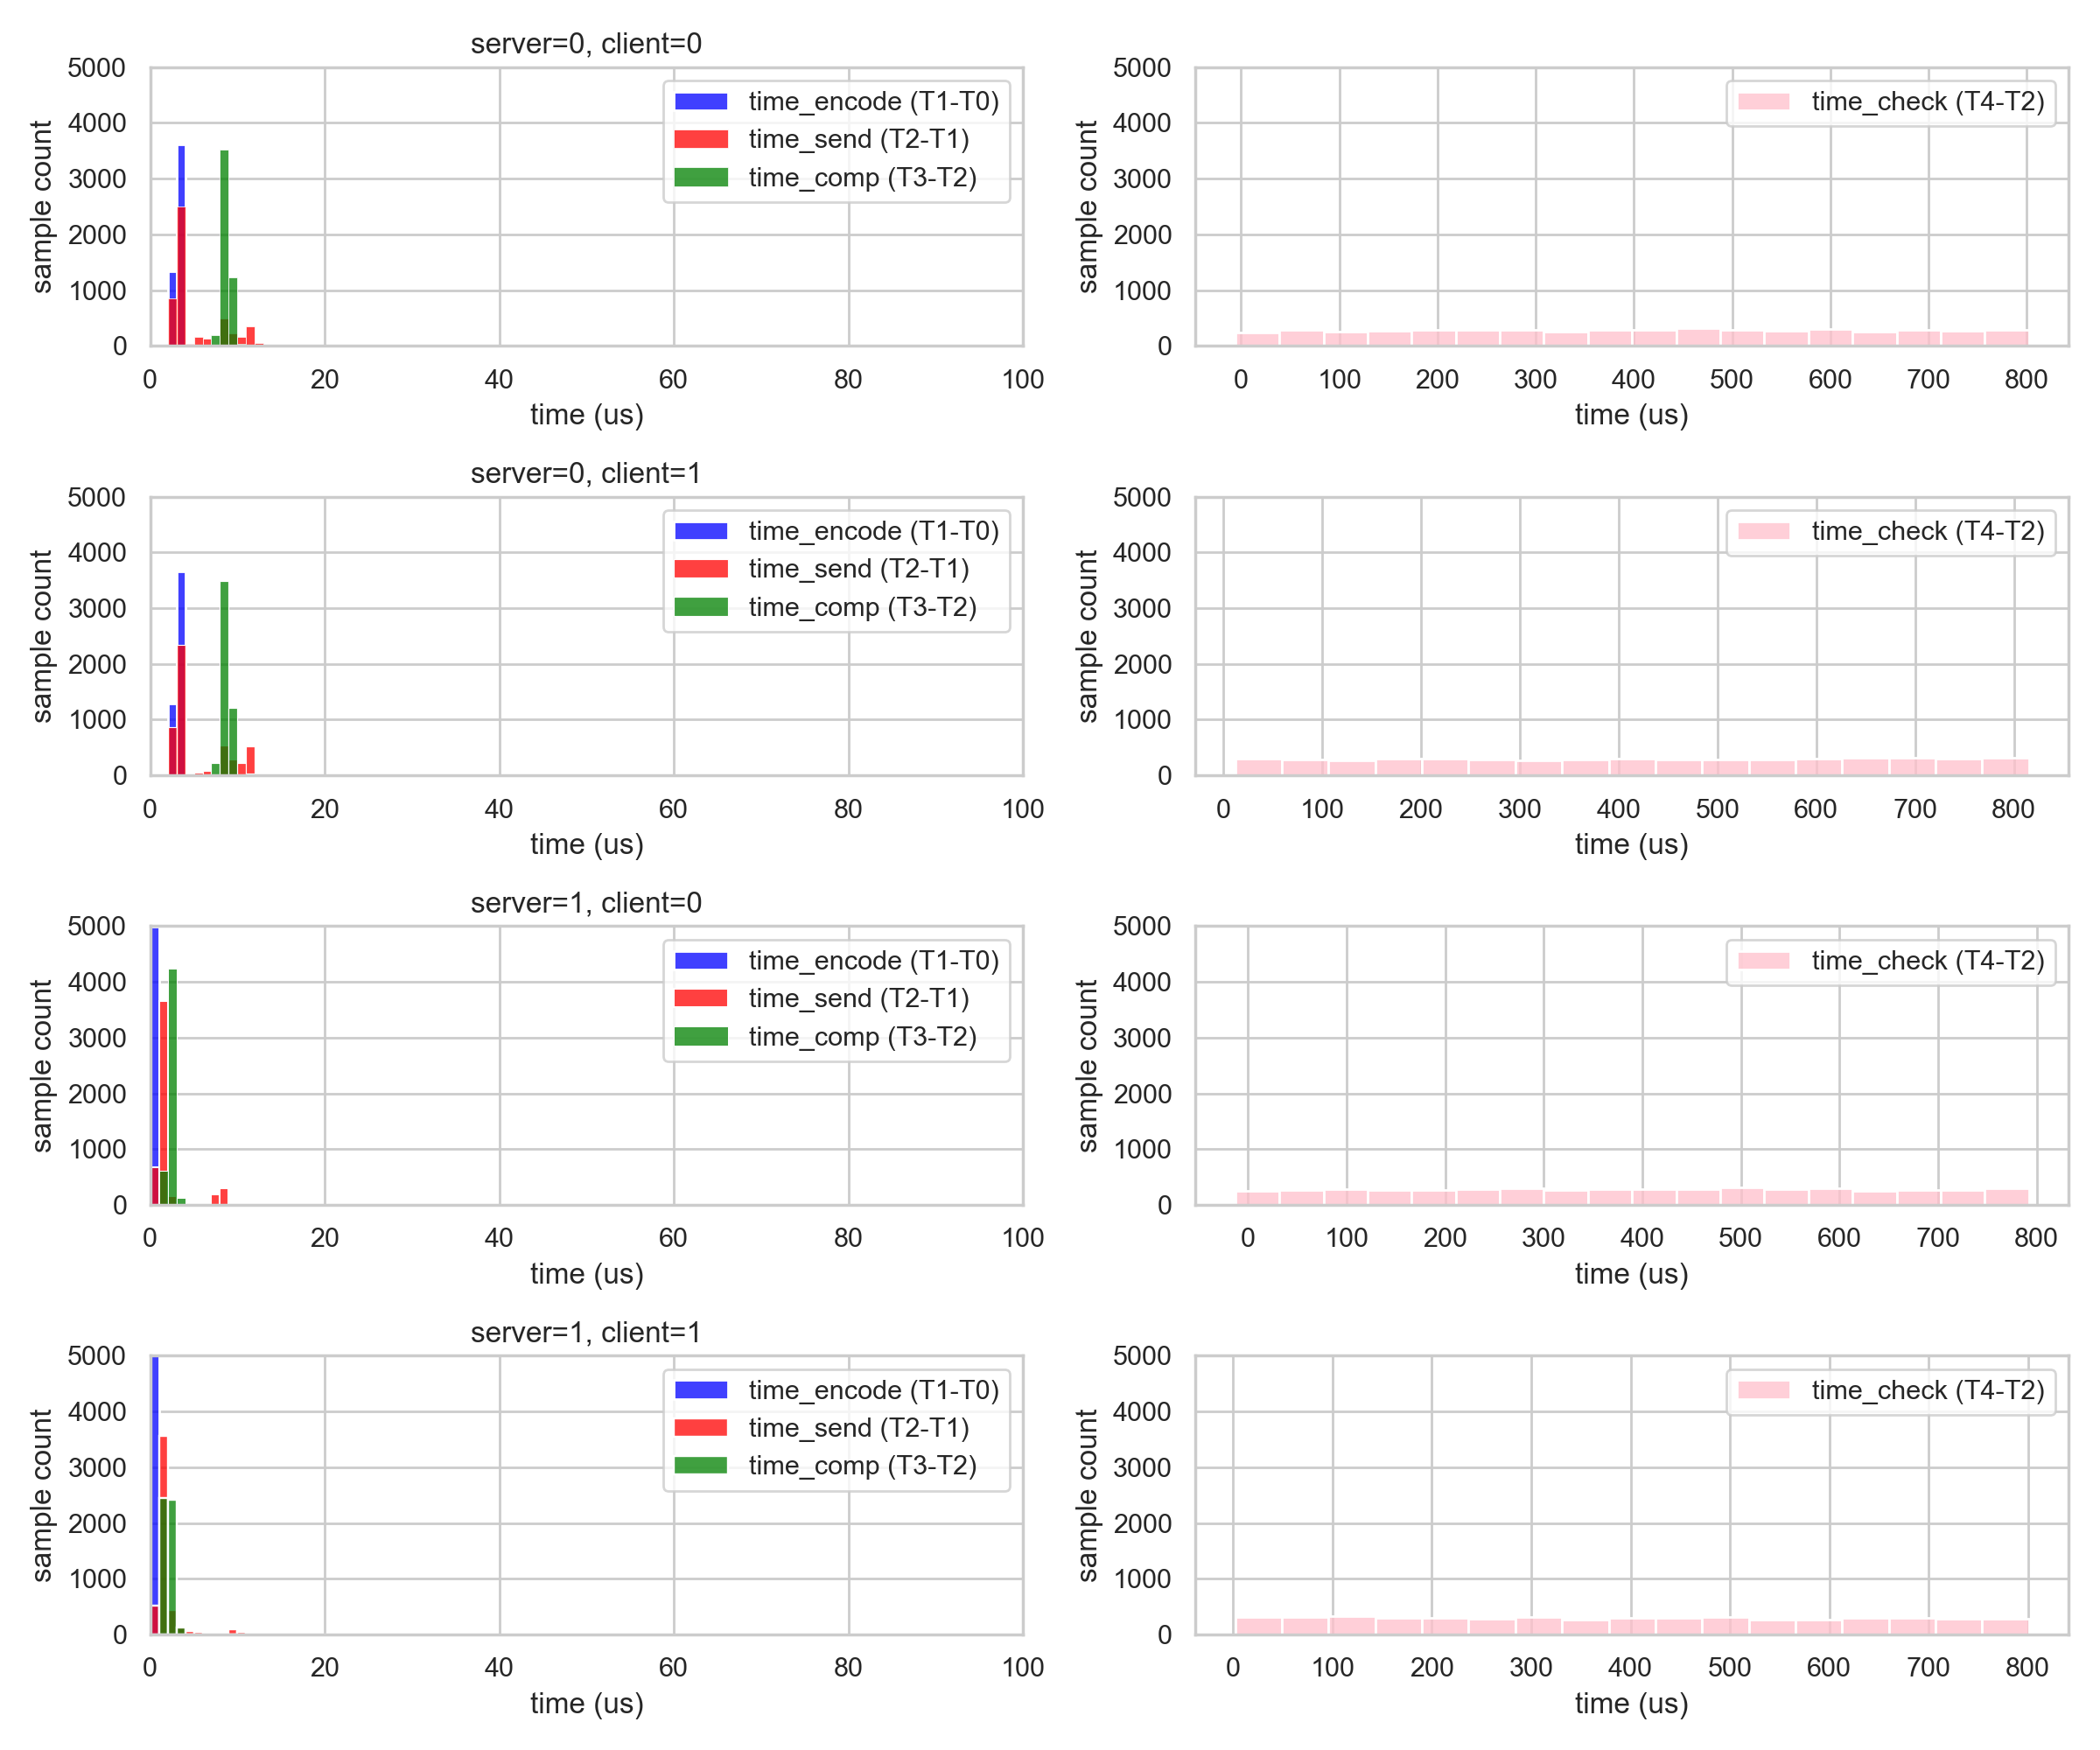 server=0, client=0
5000
4000
3000
2000
1000
0
sample count
time_encode (T1-T0)
time_send (T2-T1)
time_comp (T3-T2)
0 20 40 60 80 100
time (us)
5000
4000
3000
2000
1000
0
sample count
time_check (T4-T2)
0 100 200 300 400 500 600 700 800
time (us)
server=0, client=1
5000
4000
3000
2000
1000
0
sample count
time_encode (T1-T0)
time_send (T2-T1)
time_comp (T3-T2)
0 20 40 60 80 100
time (us)
5000
4000
3000
2000
1000
0
sample count
time_check (T4-T2)
0 100 200 300 400 500 600 700 800
time (us)
server=1, client=0
5000
4000
3000
2000
1000
0
sample count
time_encode (T1-T0)
time_send (T2-T1)
time_comp (T3-T2)
0 20 40 60 80 100
time (us)
5000
4000
3000
2000
1000
0
sample count
time_check (T4-T2)
0 100 200 300 400 500 600 700 800
time (us)
server=1, client=1
5000
4000
3000
2000
1000
0
sample count
time_encode (T1-T0)
time_send (T2-T1)
time_comp (T3-T2)
0 20 40 60 80 100
time (us)
5000
4000
3000
2000
1000
0
sample count
time_check (T4-T2)
0 100 200 300 400 500 600 700 800
time (us)